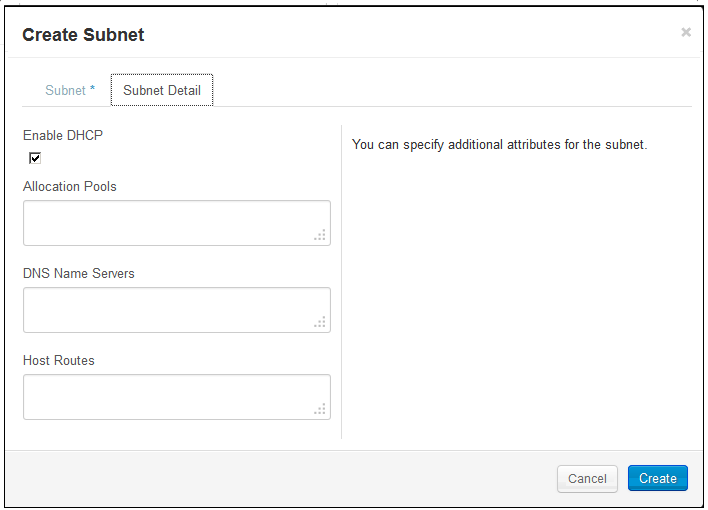 Create Subnet
×
Subnet *
Subnet Detail
Enable DHCP
You can specify additional attributes for the subnet.
Allocation Pools
DNS Name Servers
Host Routes
Cancel
Create